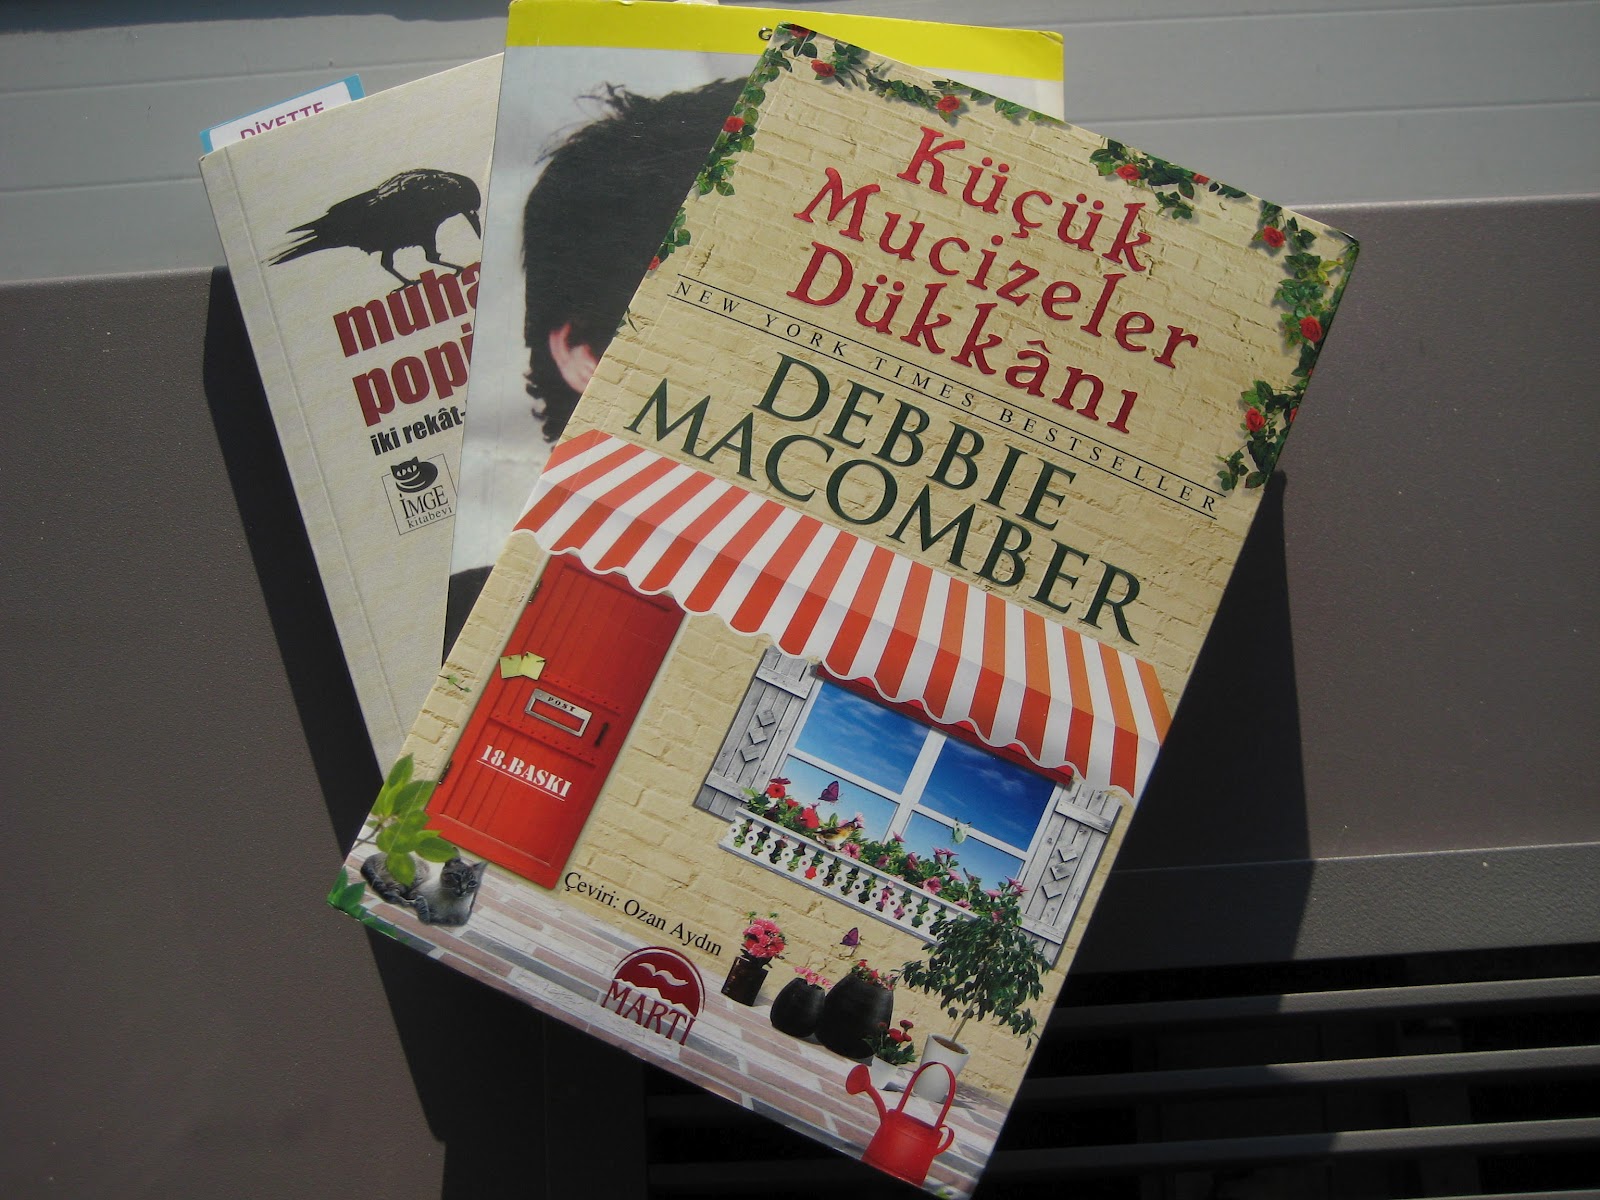 DİYETTE
muha
popi
iki rekât-
İMGE
kitabevi
G
Küçük
Mucizeler
Dükkânı
NEW YORK TIMES BESTSELLER
DEBBIE
MACOMBER
POST
18.BASKI
Çeviri: Ozan Aydın
MARTI